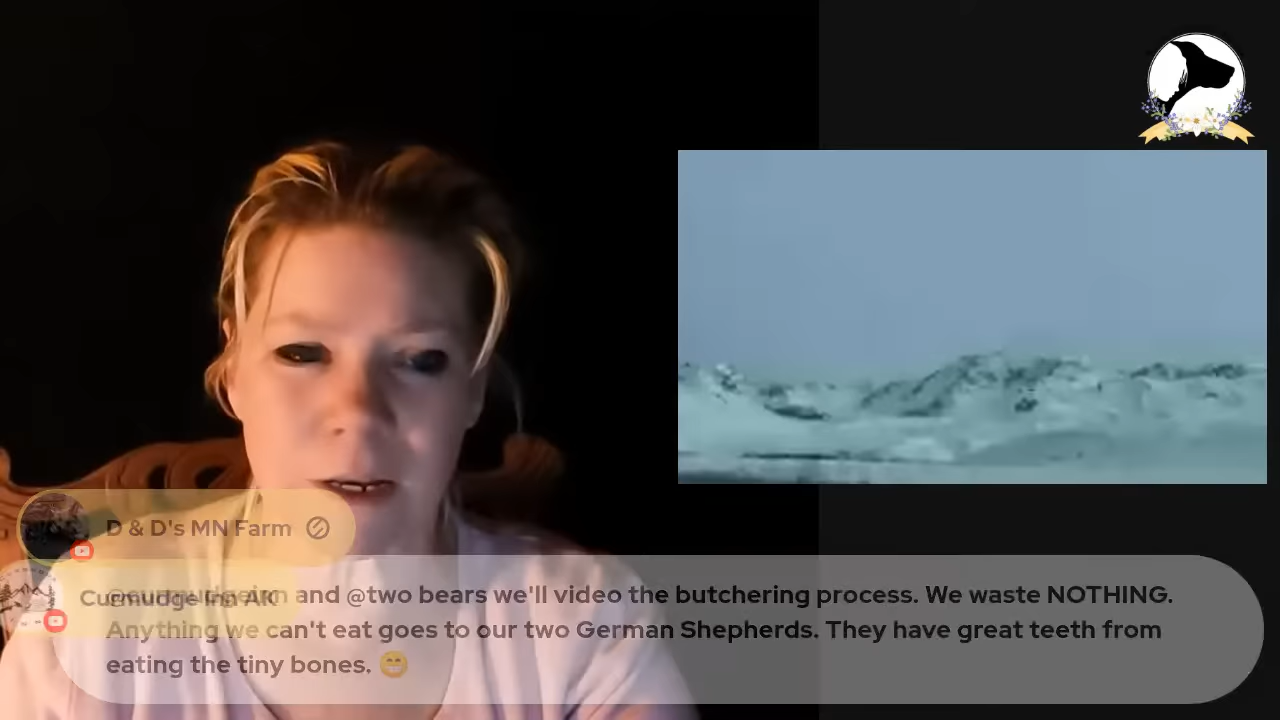 D & D's MN Farm
Curmudge Inn AK
and @two bears we'll video the butchering process. We waste NOTHING.
Anything we can't eat goes to our two German Shepherds. They have great teeth from
eating the tiny bones. 😁